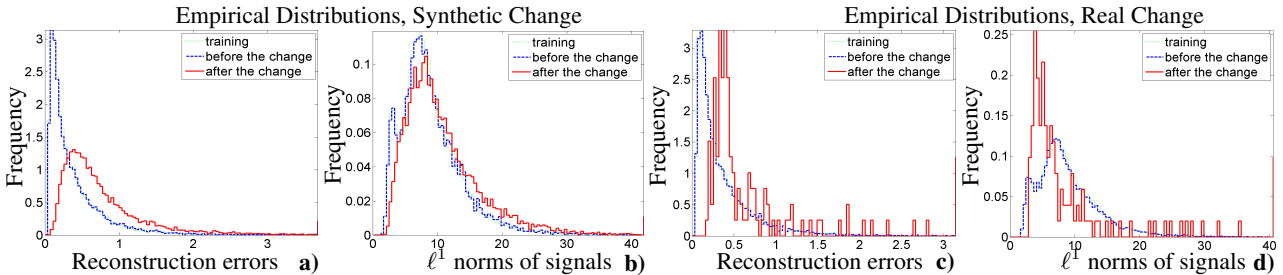 Empirical Distributions, Synthetic Change
Empirical Distributions, Real Change
Frequency
3
2.5
2
1.5
1
0.5
0
training
before the change
after the change
0 1 2 3
Reconstruction errors a)
Frequency
0.1
0.08
0.06
0.04
0.02
0
training
before the change
after the change
0 10 20 30 40
ℓ¹ norms of signals b)
Frequency
3
2.5
2
1.5
1
0.5
0
training
before the change
after the change
0 0.5 1 1.5 2 2.5 3
Reconstruction errors c)
Frequency
0.25
0.2
0.15
0.1
0.05
0
training
before the change
after the change
0 10 20 30 40
ℓ¹ norms of signals d)